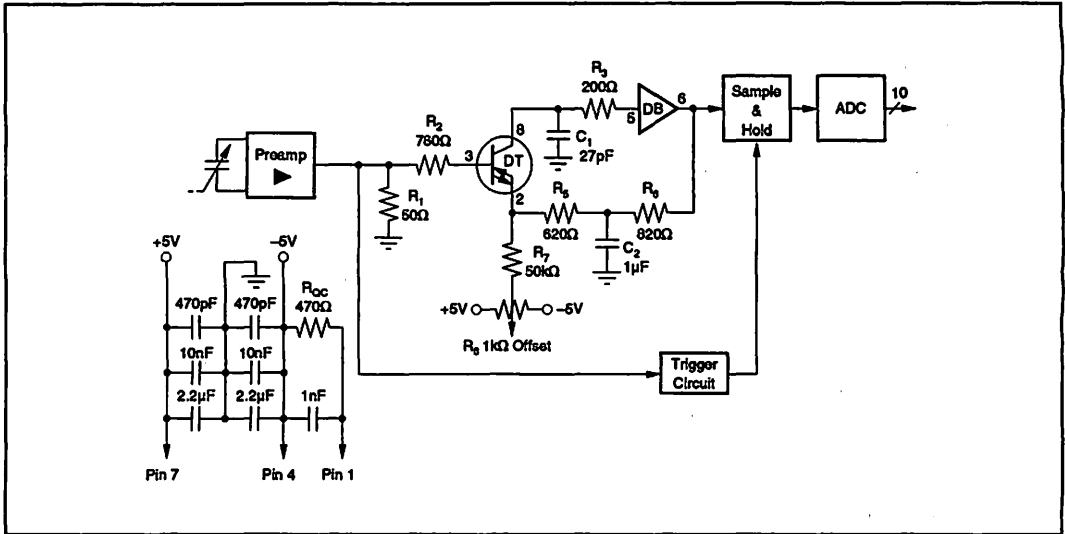 R3
200Ω
DB
5
6
Sample
&
Hold
ADC
10
R2
780Ω
8
C1
27pF
Preamp
3
DT
2
R1
50Ω
R5
620Ω
R6
820Ω
C2
1µF
R7
50kΩ
+5V
-5V
+5V
–5V
ROC
470Ω
470pF
470pF
10nF
10nF
2.2µF
2.2µF
1nF
1kΩ Offset
Trigger
Circuit
Pin 7
Pin 4
Pin 1